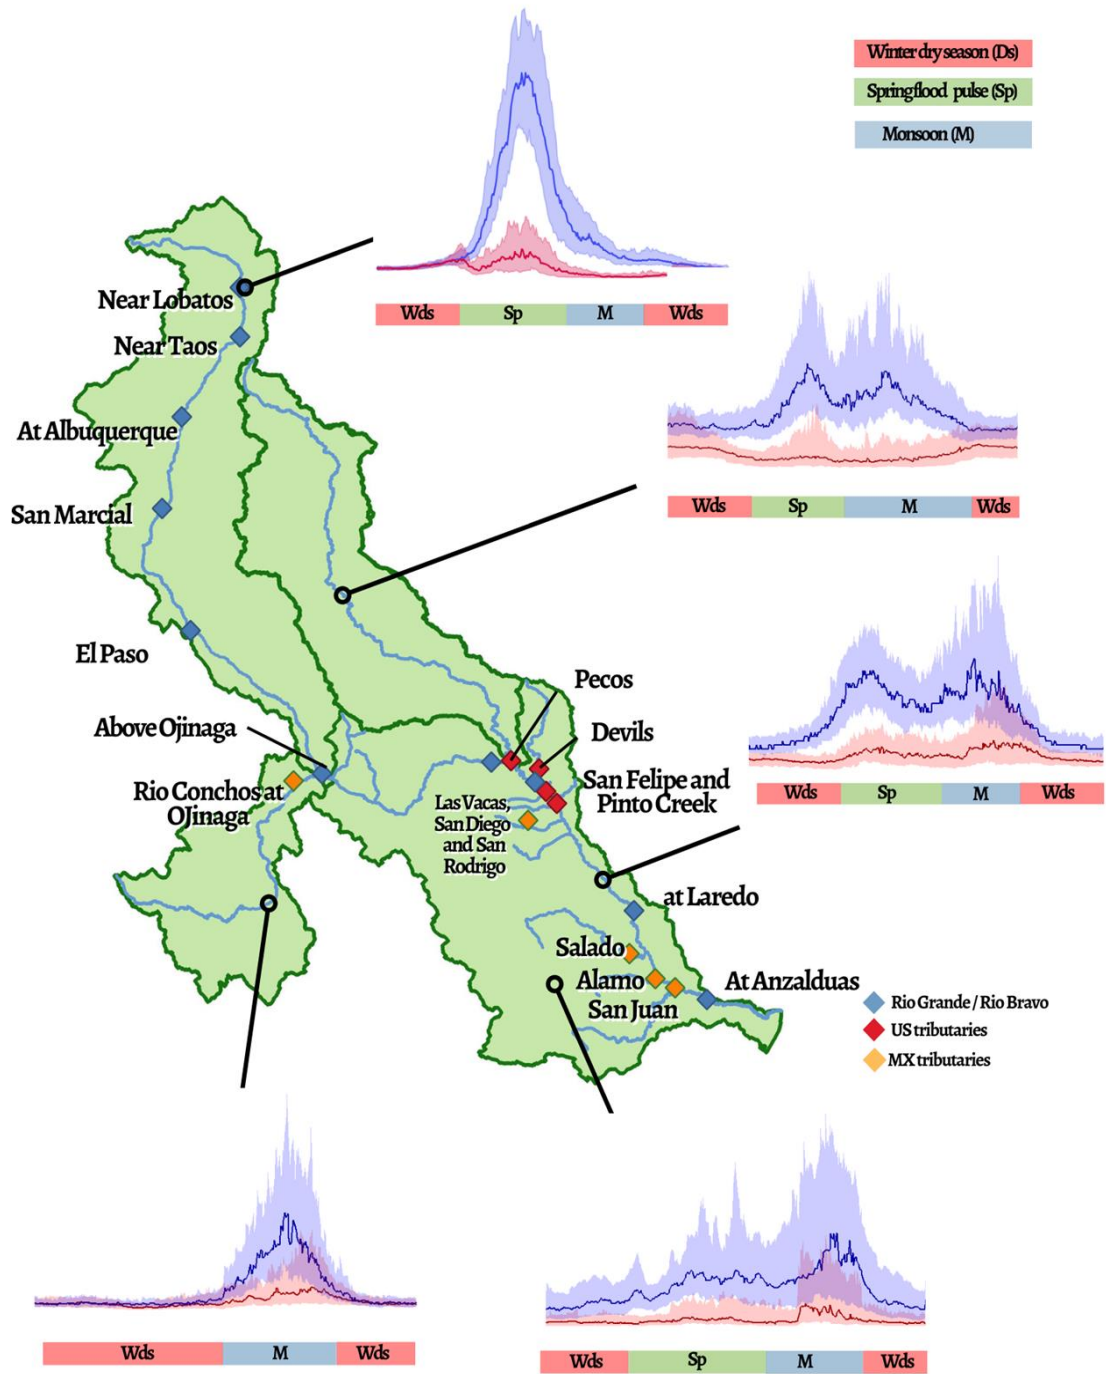 Winter dry season (Ds)
Springflood pulse (Sp)
Monsoon (M)
Wds Sp M Wds
Near Lobatos
Near Taos
At Albuquerque
San Marcial
El Paso
Above Ojinaga
Rio Conchos at
OJinaga
Wds Sp M Wds
Pecos
Devils
San Felipe and
Pinto Creek
Las Vacas,
San Diego
and San
Rodrigo
Wds Sp M Wds
at Laredo
Salado
Alamo
San Juan
At Anzalduas
Rio Grande / Rio Bravo
US tributaries
MX tributaries
Wds M Wds
Wds Sp M Wds